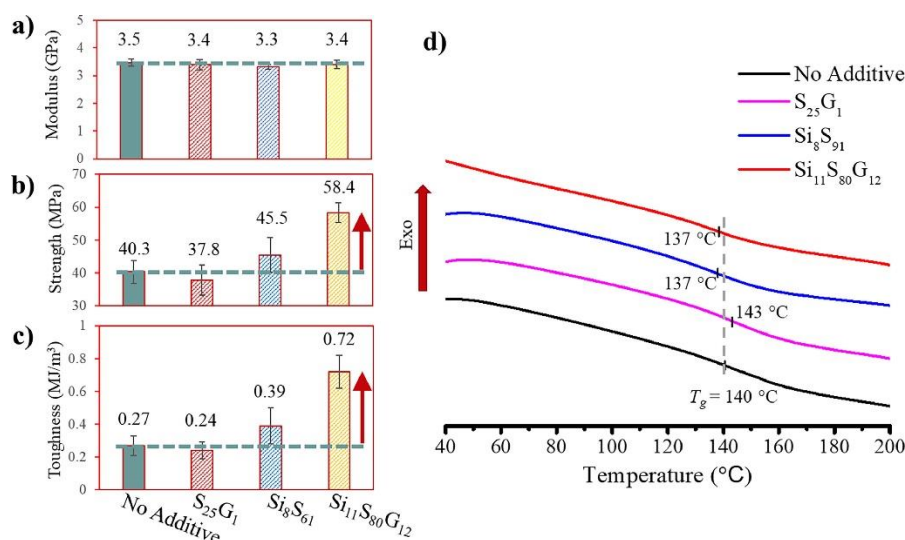 a)
Modulus (GPa)
5
4
3
2
1
0
3.5
3.4
3.3
3.4
b)
Strength (MPa)
70
60
50
40
30
40.3
37.8
45.5
58.4
c)
Toughness (MJ/m³)
1
0.8
0.6
0.4
0.2
0
0.27
0.24
0.39
0.72
No Additive
S₂₅G₁
Si₈S₆₁
Si₁₁S₈₀G₁₂
d)
No Additive
S₂₅G₁
Si₈S₉₁
Si₁₁S₈₀G₁₂
Exo
137 °C
137 °C
143 °C
T_g = 140 °C
40 60 80 100 120 140 160 180 200
Temperature (°C)